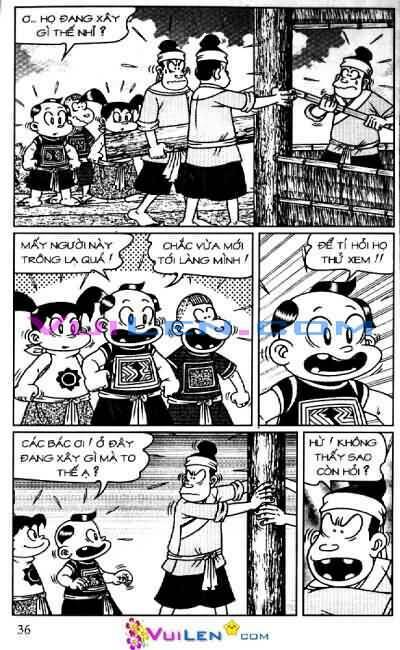 Ơ... HỌ ĐANG XÂY
GÌ THẾ NHỈ ?
MẤY NGƯỜI NÀY
TRÔNG LẠ QUÁ !
CHẮC VỪA MỚI
TỚI LÀNG MÌNH !
ĐỂ TÍ HỎI HỌ
THỬ XEM !!
VUILEN.COM
CÁC BÁC ƠI ! Ở ĐÂY
ĐANG XÂY GÌ MÀ TO
THẾ Ạ ?
HỪ ! KHÔNG
THẤY SAO
CÒN HỎI ?
36
VUILEN COM